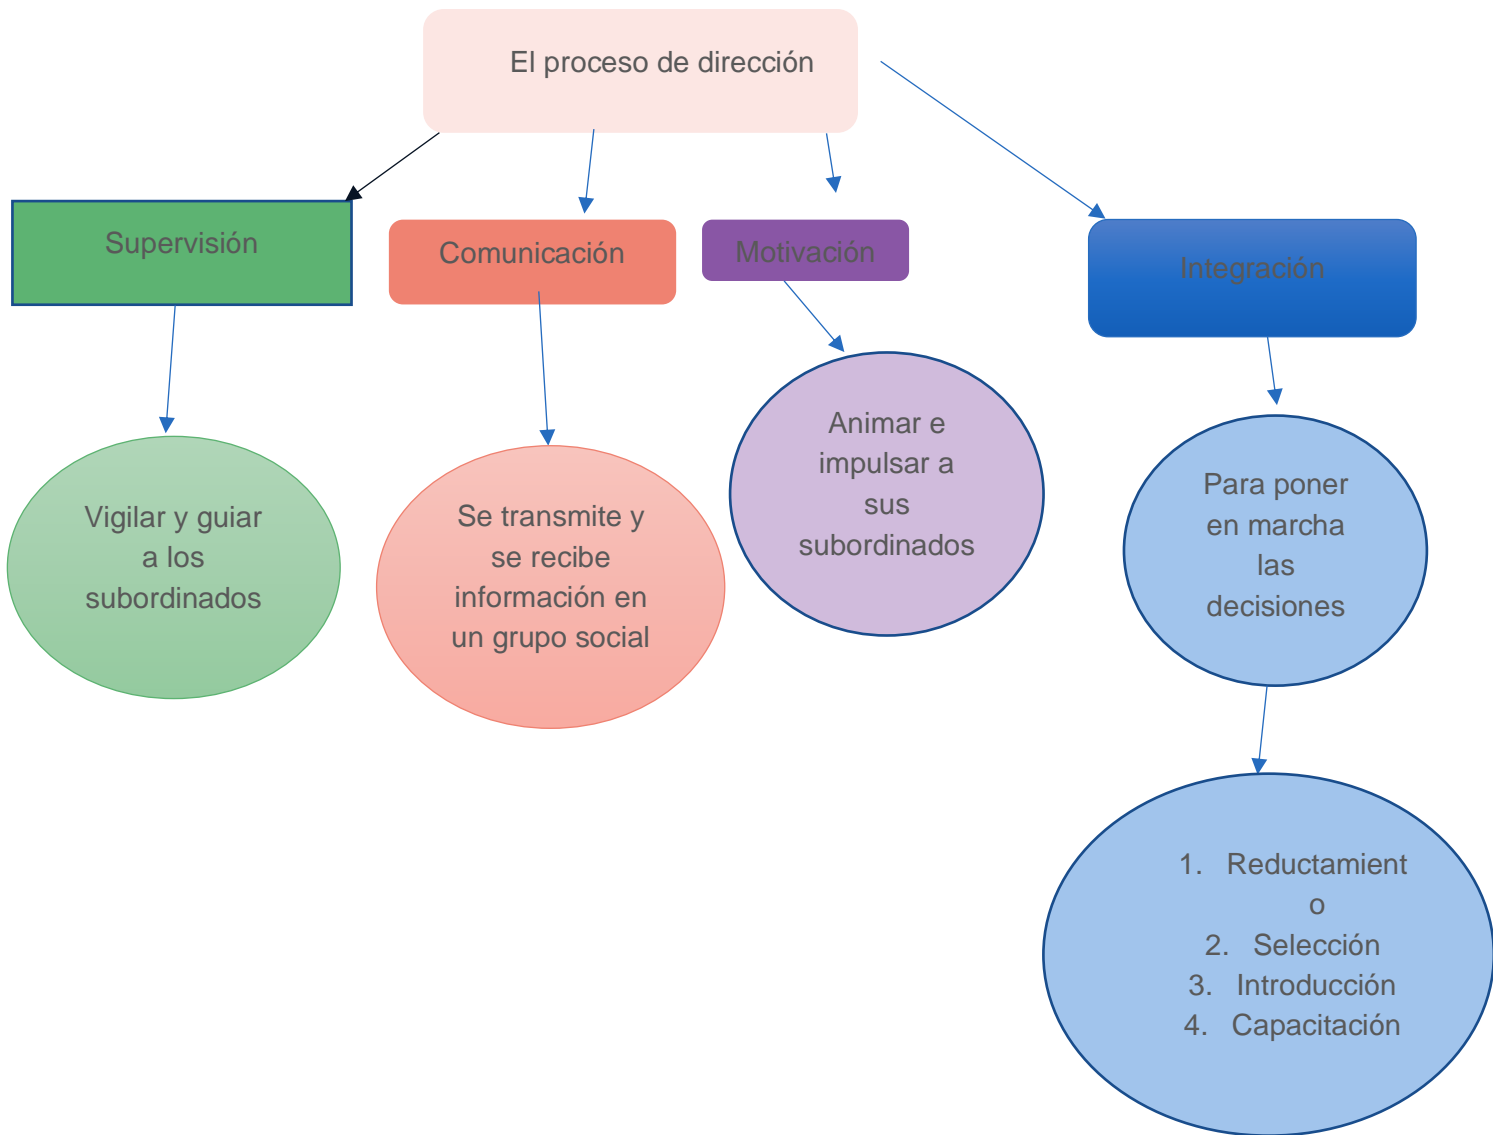 El proceso de dirección
Supervisión
Comunicación
Motivación
Integración
Vigilar y guiar
a los
subordinados
Se transmite y
se recibe
información en
un grupo social
Animar e
impulsar a
sus
subordinados
Para poner
en marcha
las
decisiones
1. Reductamient
o
2. Selección
3. Introducción
4. Capacitación